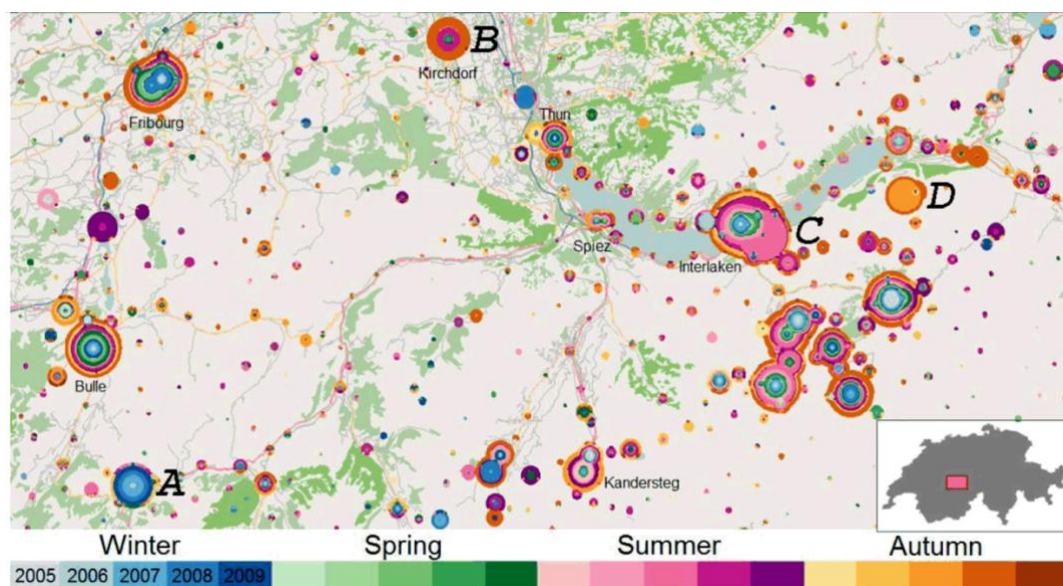 B
Kirchdorf
Fribourg
Thun
D
C
Spiez
Interlaken
Bulle
A
Kandersteg
Winter Spring Summer Autumn
2005 2006 2007 2008 2009